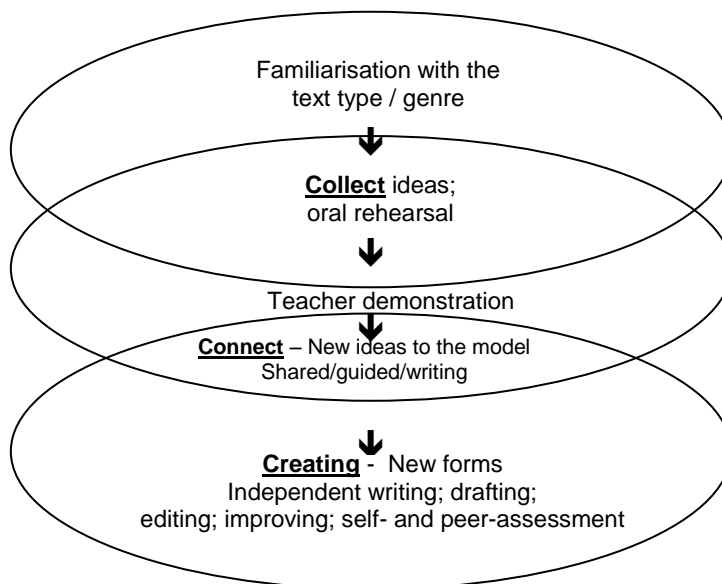 Familiarisation with the
text type / genre
Collect ideas;
oral rehearsal
Teacher demonstration
Connect – New ideas to the model
Shared/guided/writing
Creating - New forms
Independent writing; drafting;
editing; improving; self- and peer-assessment